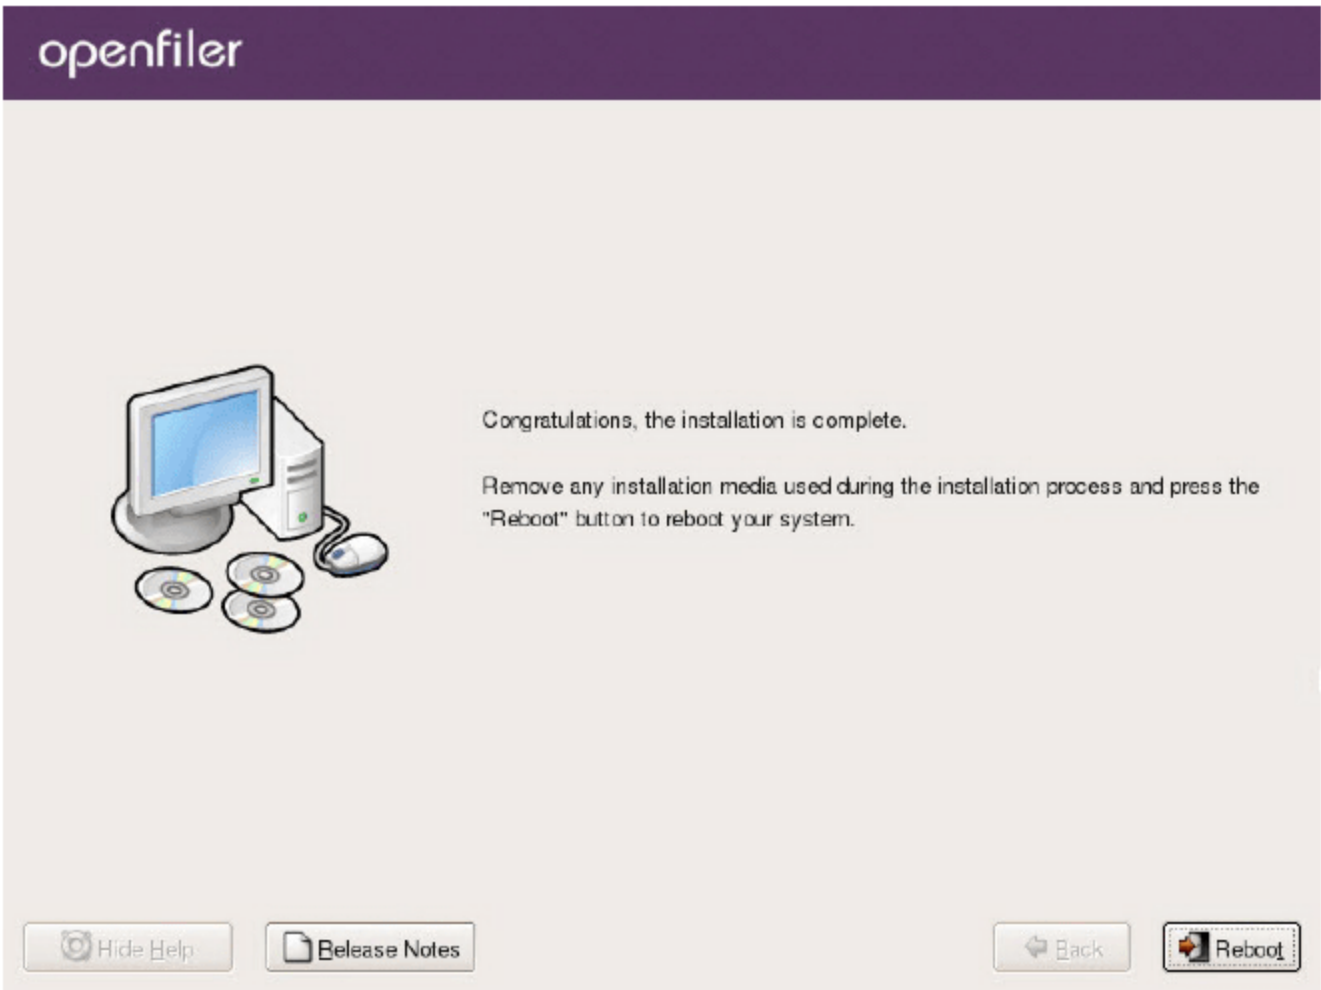 openfiler
Congratulations, the installation is complete.
Remove any installation media used during the installation process and press the
"Reboot" button to reboot your system.
Hide Help
Release Notes
Back
Reboot